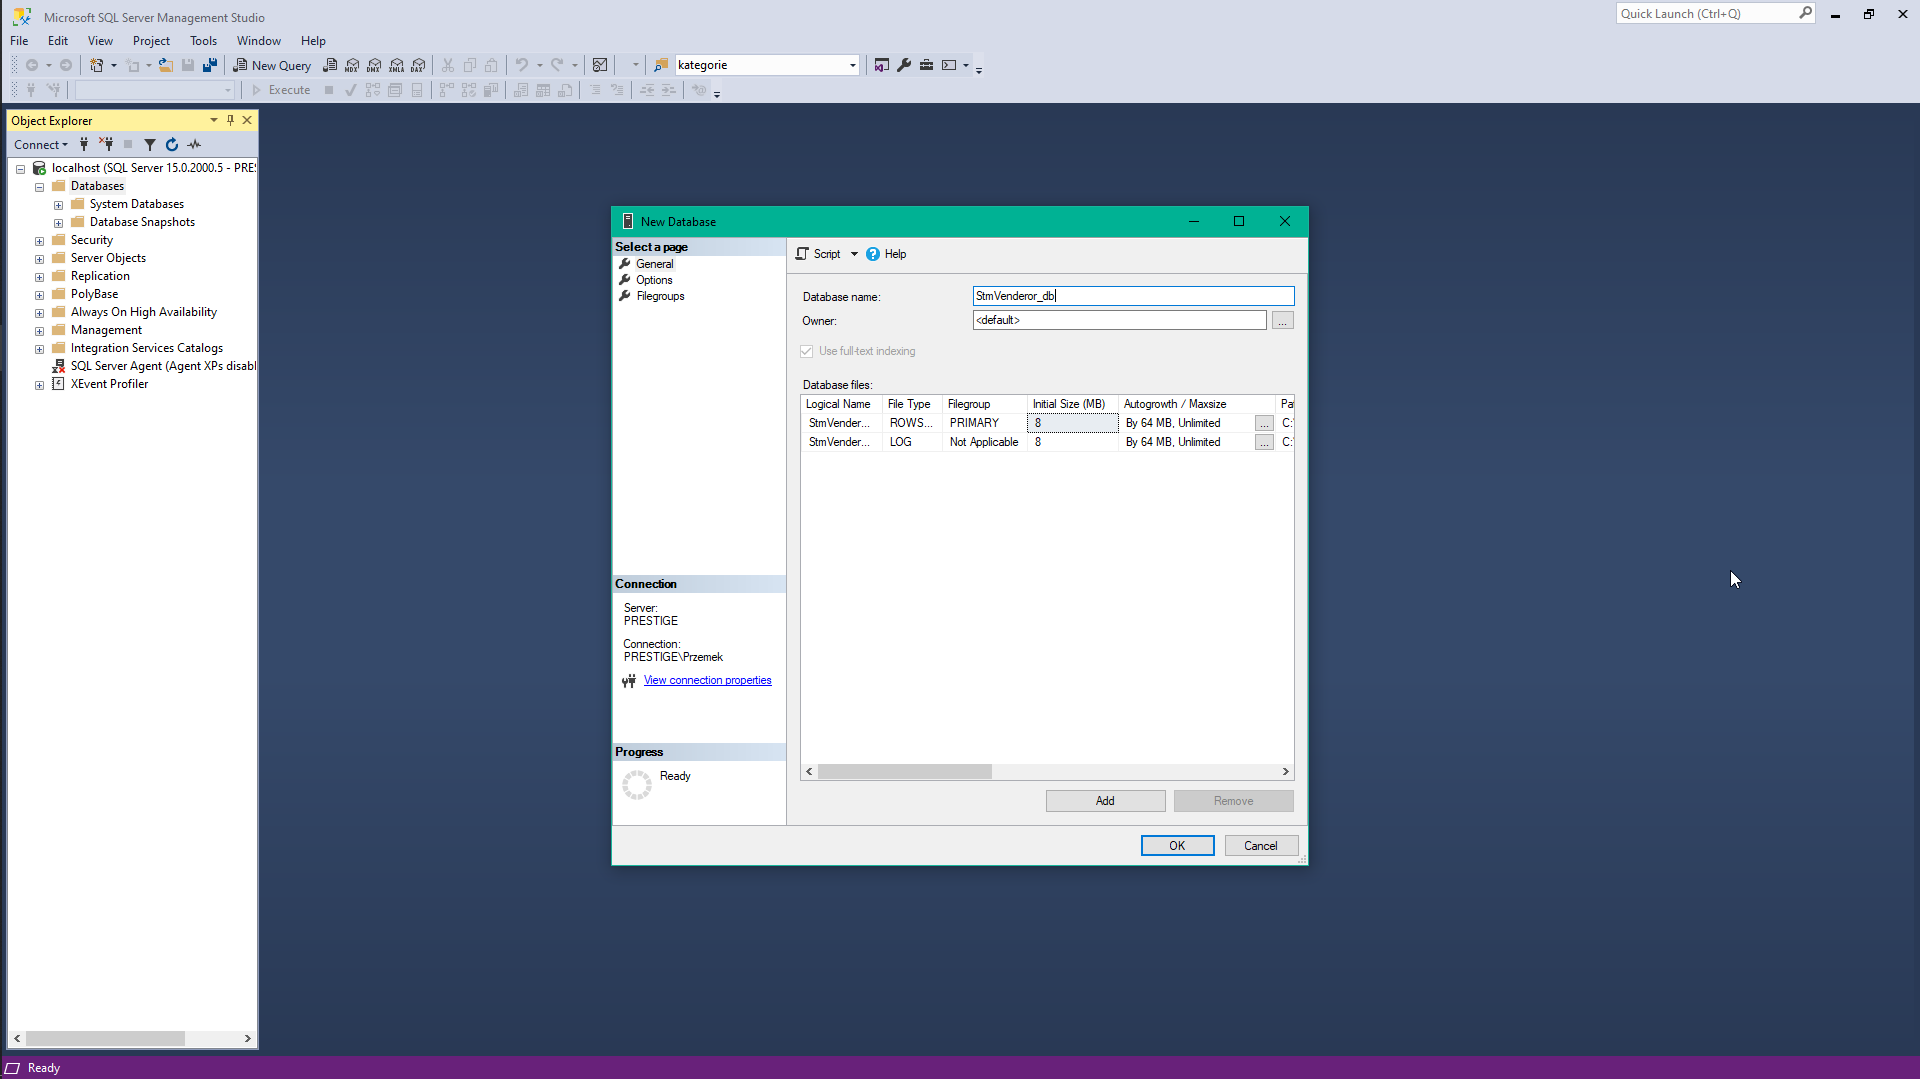 Microsoft SQL Server Management Studio
Quick Launch (Ctrl+Q)
File Edit View Project Tools Window Help
New Query MDX DMX XMLA DAX kategorie
Execute
Object Explorer
Connect
localhost (SQL Server 15.0.2000.5 - PRES
Databases
System Databases
Database Snapshots
Security
Server Objects
Replication
PolyBase
Always On High Availability
Management
Integration Services Catalogs
SQL Server Agent (Agent XPs disabl
XEvent Profiler
New Database
Select a page
General
Options
Filegroups
Script Help
Database name: StmVenderor_db
Owner: <default> ...
Use full-text indexing
Database files:
Logical Name File Type Filegroup Initial Size (MB) Autogrowth / Maxsize Pa
StmVender... ROWS... PRIMARY 8 By 64 MB, Unlimited ... C:\
StmVender... LOG Not Applicable 8 By 64 MB, Unlimited ... C:\
Connection
Server:
PRESTIGE
Connection:
PRESTIGE\Przemek
View connection properties
Progress
Ready
Add Remove
OK Cancel
Ready